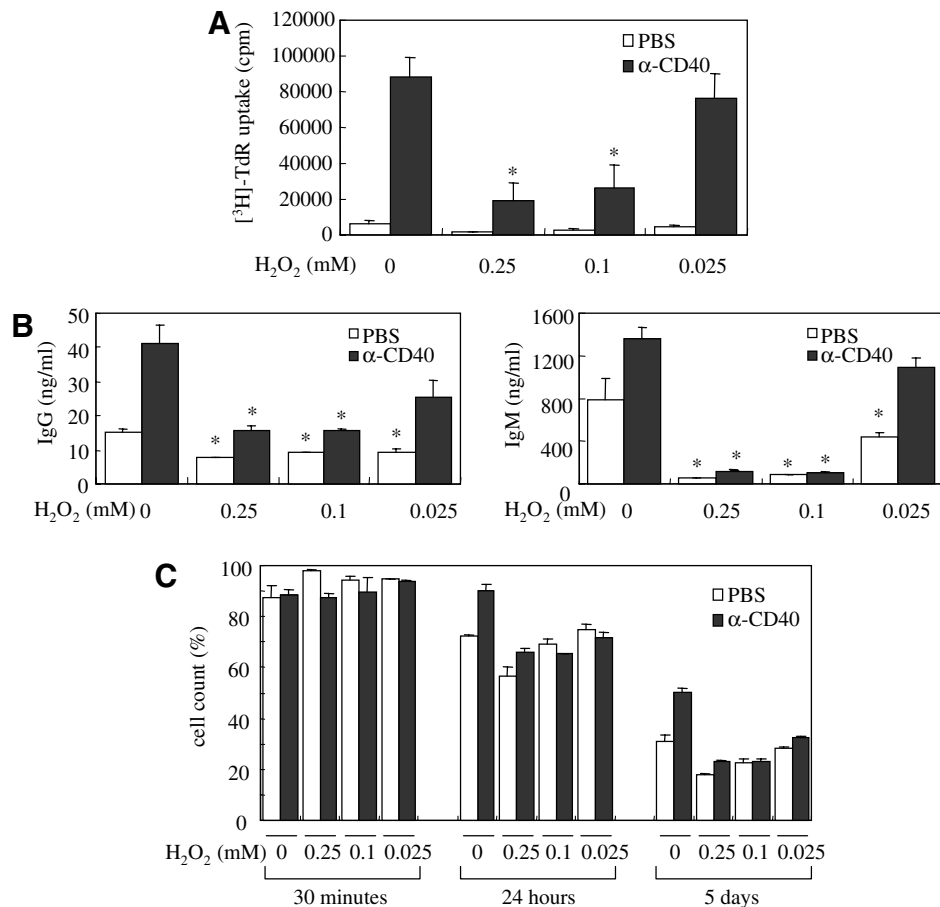 A
120000
100000
80000
60000
40000
20000
0
[³H]-TdR uptake (cpm)
PBS
α-CD40
* *
H₂O₂ (mM) 0 0.25 0.1 0.025
B
50
40
30
20
10
0
IgG (ng/ml)
PBS
α-CD40
* * * * *
H₂O₂ (mM) 0 0.25 0.1 0.025
1600
1200
800
400
0
IgM (ng/ml)
PBS
α-CD40
* * * * *
H₂O₂ (mM) 0 0.25 0.1 0.025
C
100
80
60
40
20
0
cell count (%)
PBS
α-CD40
H₂O₂ (mM) 0 0.25 0.1 0.025 0 0.25 0.1 0.025 0 0.25 0.1 0.025
30 minutes 24 hours 5 days